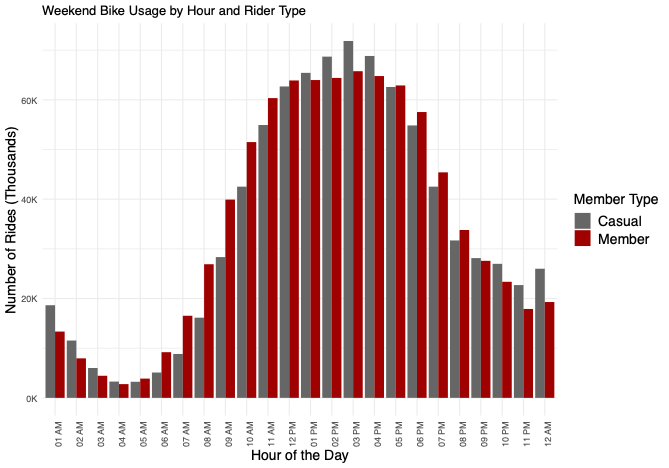 Weekend Bike Usage by Hour and Rider Type
Number of Rides (Thousands)
60K
40K
20K
0K
01 AM
02 AM
03 AM
04 AM
05 AM
06 AM
07 AM
08 AM
09 AM
10 AM
11 AM
12 PM
01 PM
02 PM
03 PM
04 PM
05 PM
06 PM
07 PM
08 PM
09 PM
10 PM
11 PM
12 AM
Hour of the Day
Member Type
Casual
Member